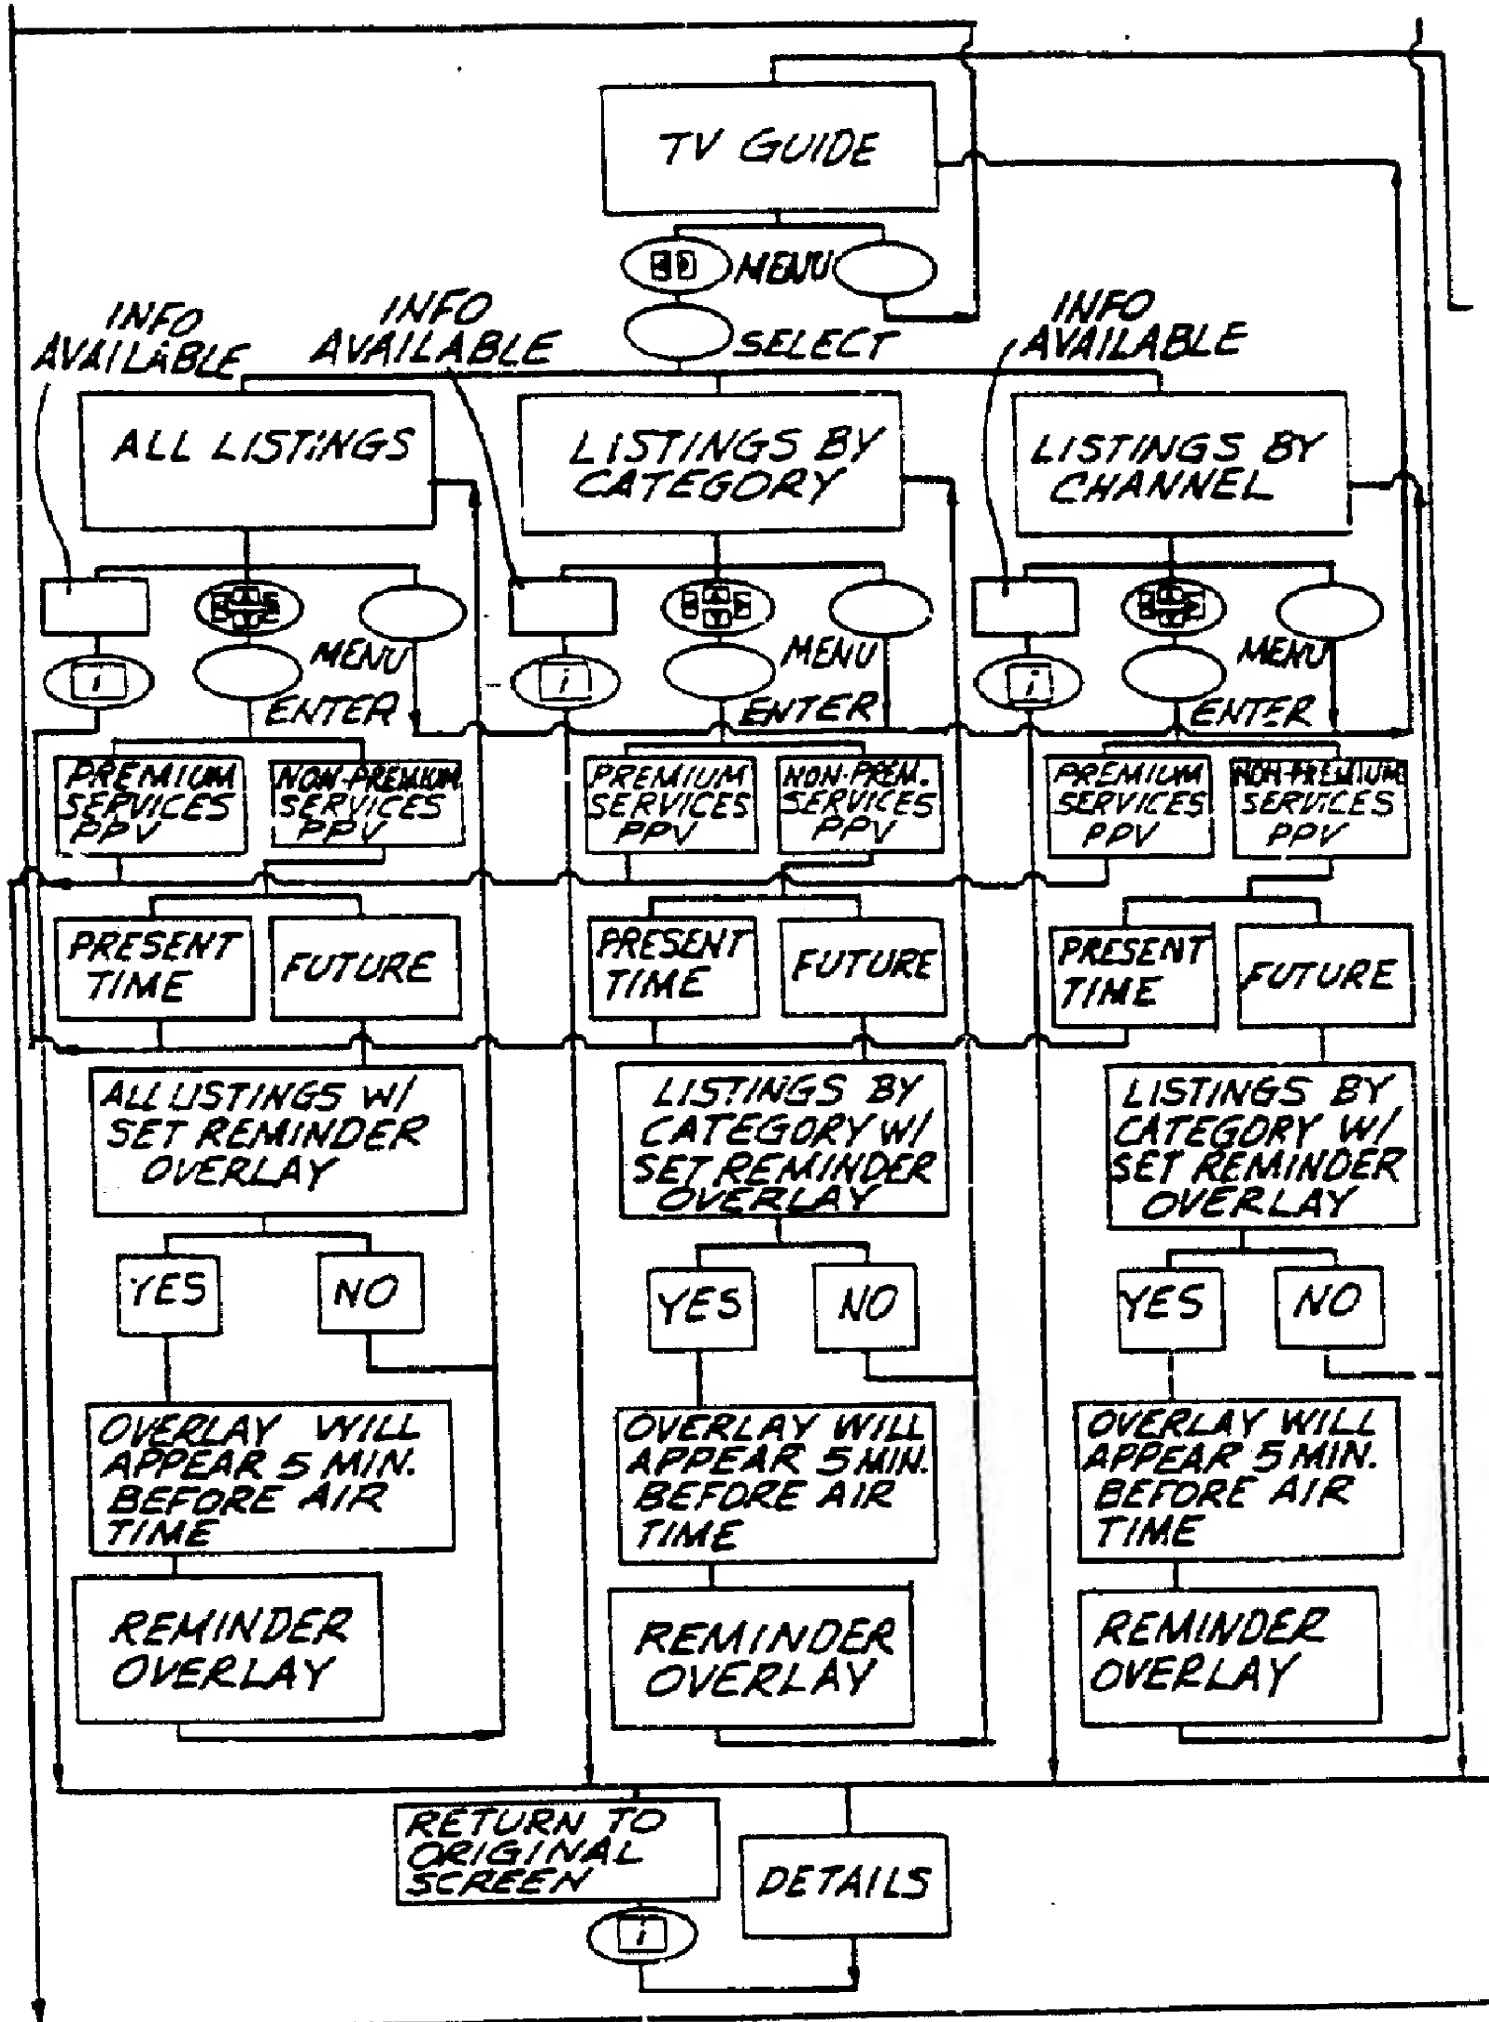 TV GUIDE
MENU
SELECT
INFO
AVAILABLE
INFO
AVAILABLE
INFO
AVAILABLE
ALL LISTINGS
LISTINGS BY
CATEGORY
LISTINGS BY
CHANNEL
i
MENU
ENTER
i
MENU
ENTER
i
MENU
ENTER
PREMIUM
SERVICES
PPV
NON-PREMIUM
SERVICES
PPV
PREMIUM
SERVICES
PPV
NON-PREM.
SERVICES
PPV
PREMIUM
SERVICES
PPV
NON-PREMIUM
SERVICES
PPV
PRESENT
TIME
FUTURE
PRESENT
TIME
FUTURE
PRESENT
TIME
FUTURE
ALL LISTINGS W/
SET REMINDER
OVERLAY
LISTINGS BY
CATEGORY W/
SET REMINDER
OVERLAY
LISTINGS BY
CATEGORY W/
SET REMINDER
OVERLAY
YES
NO
YES
NO
YES
NO
OVERLAY WILL
APPEAR 5 MIN.
BEFORE AIR
TIME
OVERLAY WILL
APPEAR 5 MIN.
BEFORE AIR
TIME
OVERLAY WILL
APPEAR 5 MIN.
BEFORE AIR
TIME
REMINDER
OVERLAY
REMINDER
OVERLAY
REMINDER
OVERLAY
RETURN TO
ORIGINAL
SCREEN
DETAILS
i